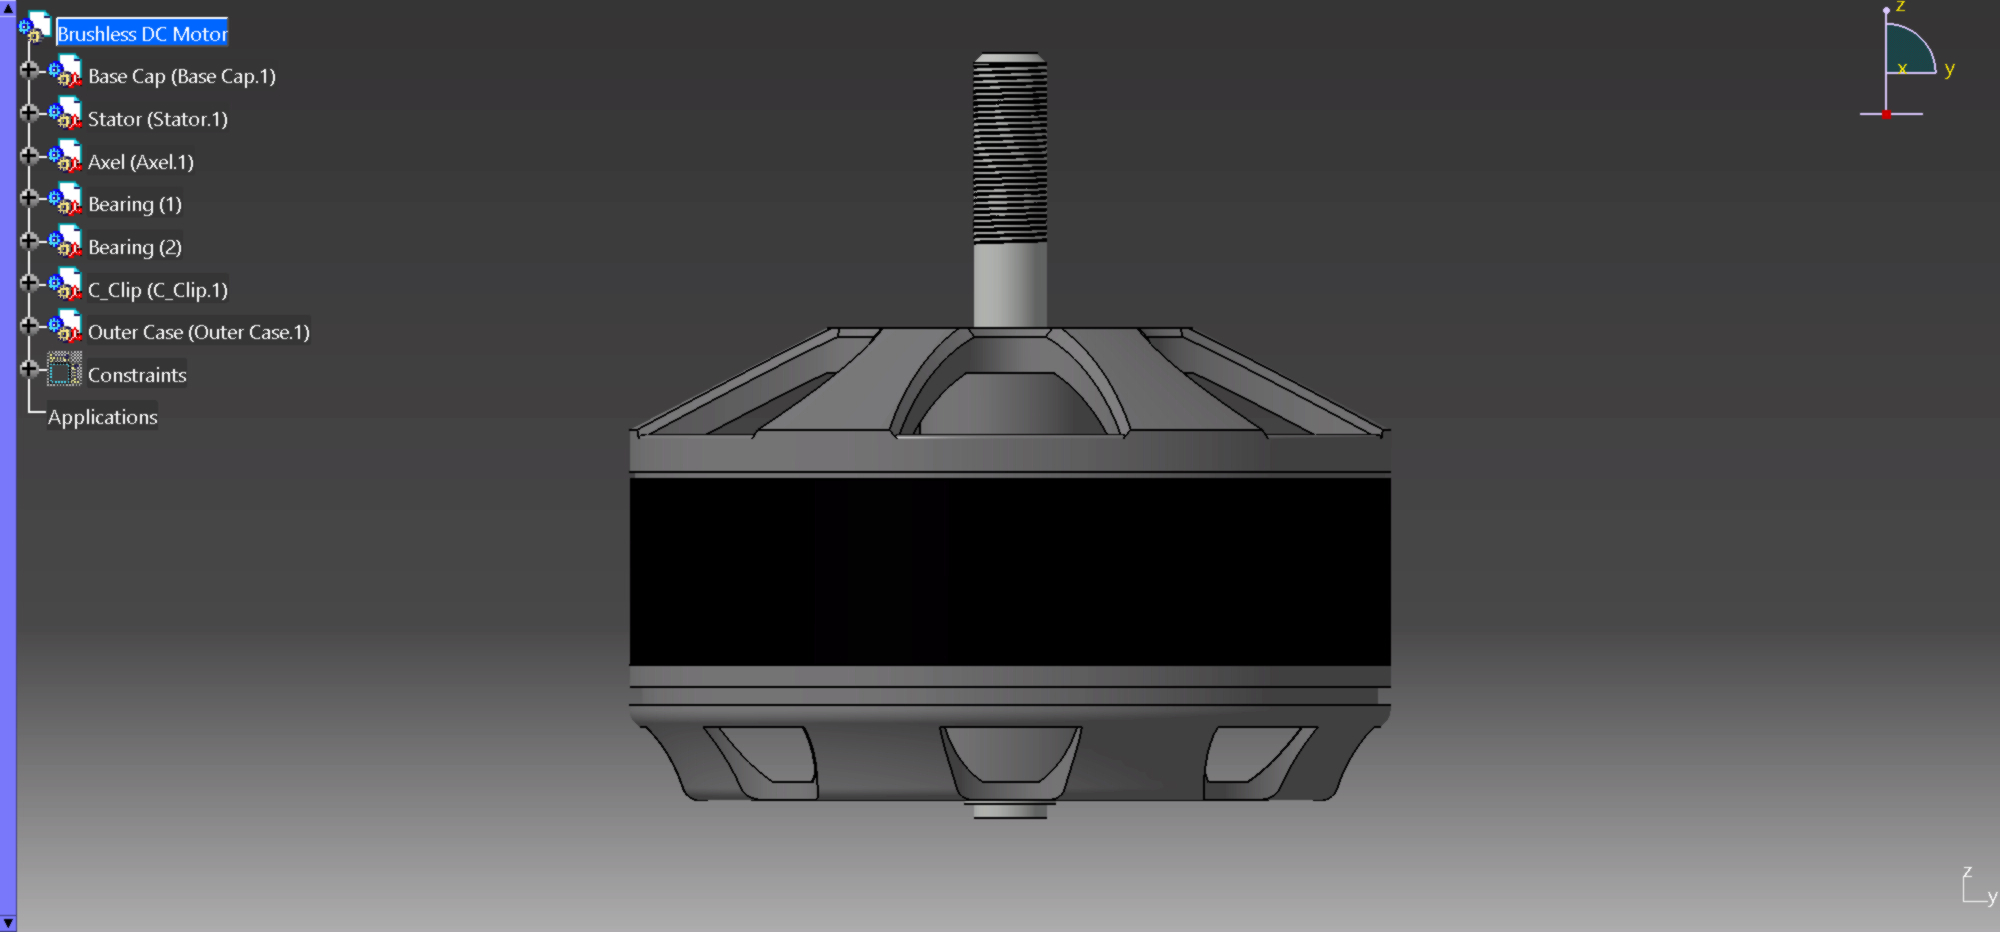 Brushless DC Motor
Base Cap (Base Cap.1)
Stator (Stator.1)
Axel (Axel.1)
Bearing (1)
Bearing (2)
C_Clip (C_Clip.1)
Outer Case (Outer Case.1)
Constraints
Applications
z
x y
z
y